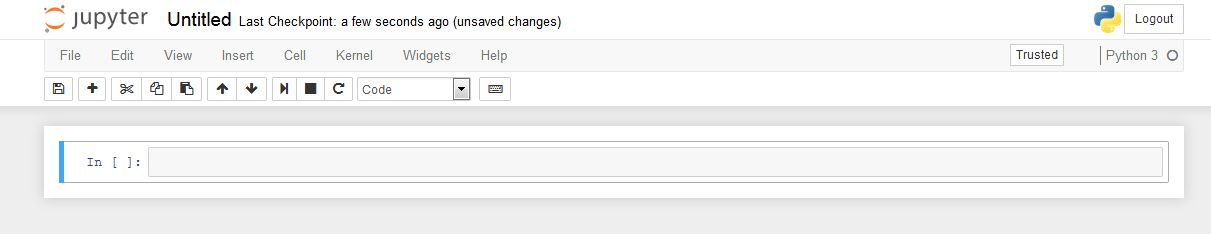 jupyter Untitled Last Checkpoint: a few seconds ago (unsaved changes) Logout
File Edit View Insert Cell Kernel Widgets Help Trusted Python 3
Code
In [ ]: